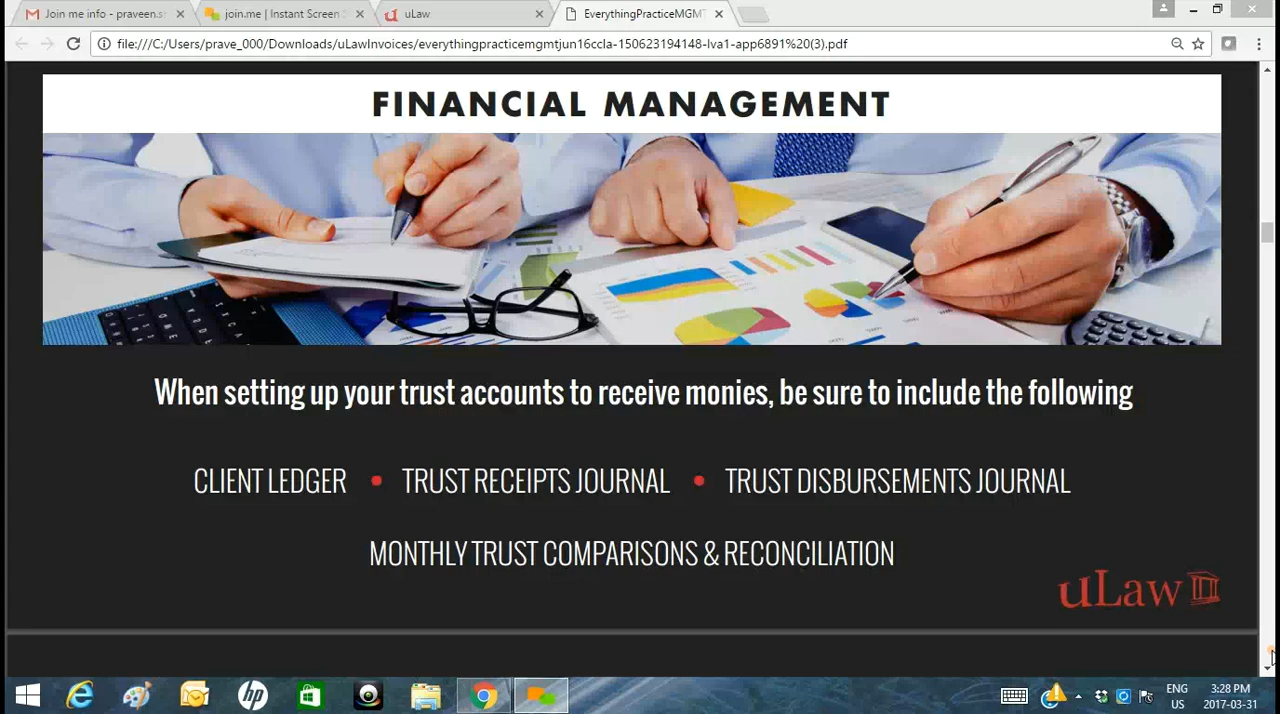 Join me info - praveen.s
join.me | Instant Screen S
uLaw
EverythingPracticeMGMT
file:///C:/Users/prave_000/Downloads/uLawInvoices/everythingpracticemgmtjun16ccla-150623194148-lva1-app6891%20(3).pdf
FINANCIAL MANAGEMENT
When setting up your trust accounts to receive monies, be sure to include the following
CLIENT LEDGER • TRUST RECEIPTS JOURNAL • TRUST DISBURSEMENTS JOURNAL
MONTHLY TRUST COMPARISONS & RECONCILIATION
uLaw
hp
ENG 3:28 PM
US 2017-03-31